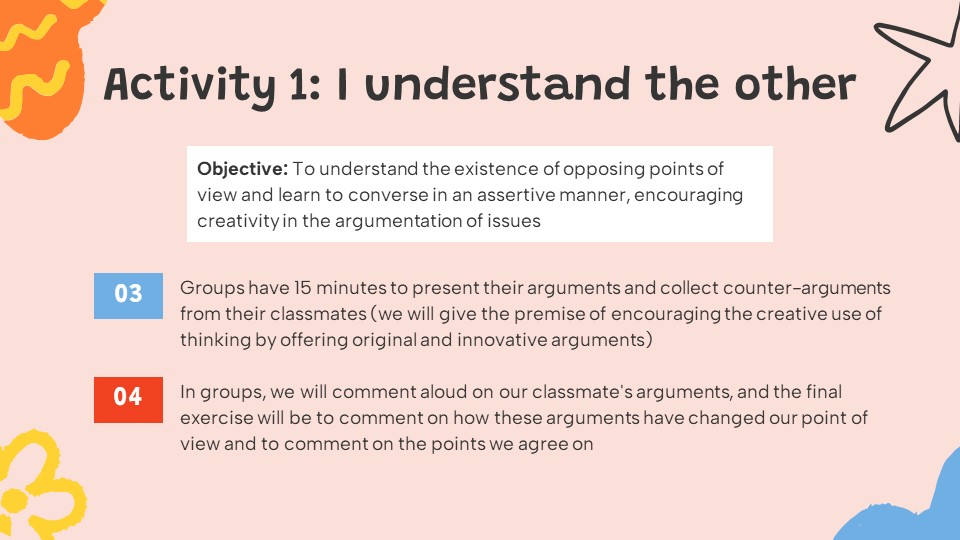 Activity 1: I understand the other
Objective: To understand the existence of opposing points of
view and learn to converse in an assertive manner, encouraging
creativity in the argumentation of issues
03
Groups have 15 minutes to present their arguments and collect counter-arguments
from their classmates (we will give the premise of encouraging the creative use of
thinking by offering original and innovative arguments)
04
In groups, we will comment aloud on our classmate's arguments, and the final
exercise will be to comment on how these arguments have changed our point of
view and to comment on the points we agree on